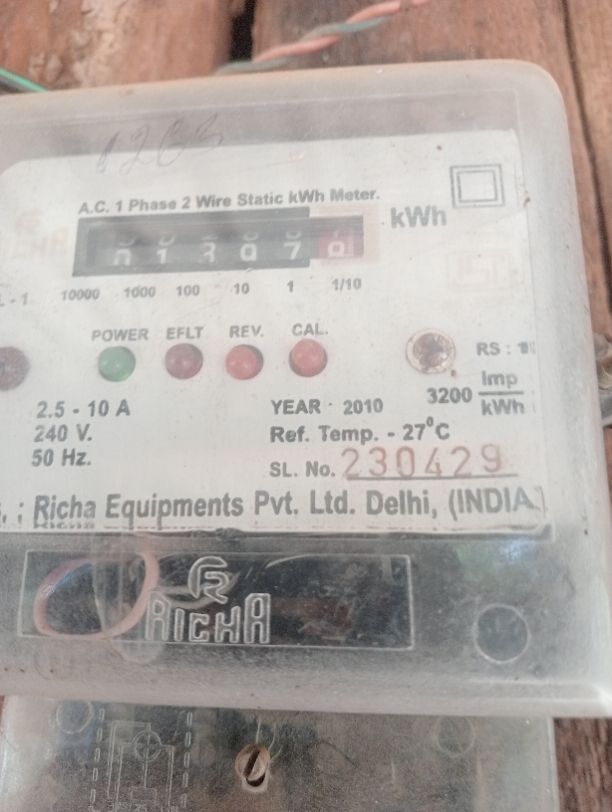 A.C. 1 Phase 2 Wire Static kWh Meter.
kWh
10000 1000 100 10 1 1/10
POWER EFLT REV. CAL.
RS :
3200 Imp
kWh
2.5 - 10 A
240 V.
50 Hz.
YEAR · 2010
Ref. Temp. - 27°C
SL. No. 230429
: Richa Equipments Pvt. Ltd. Delhi, (INDIA)
RICHA